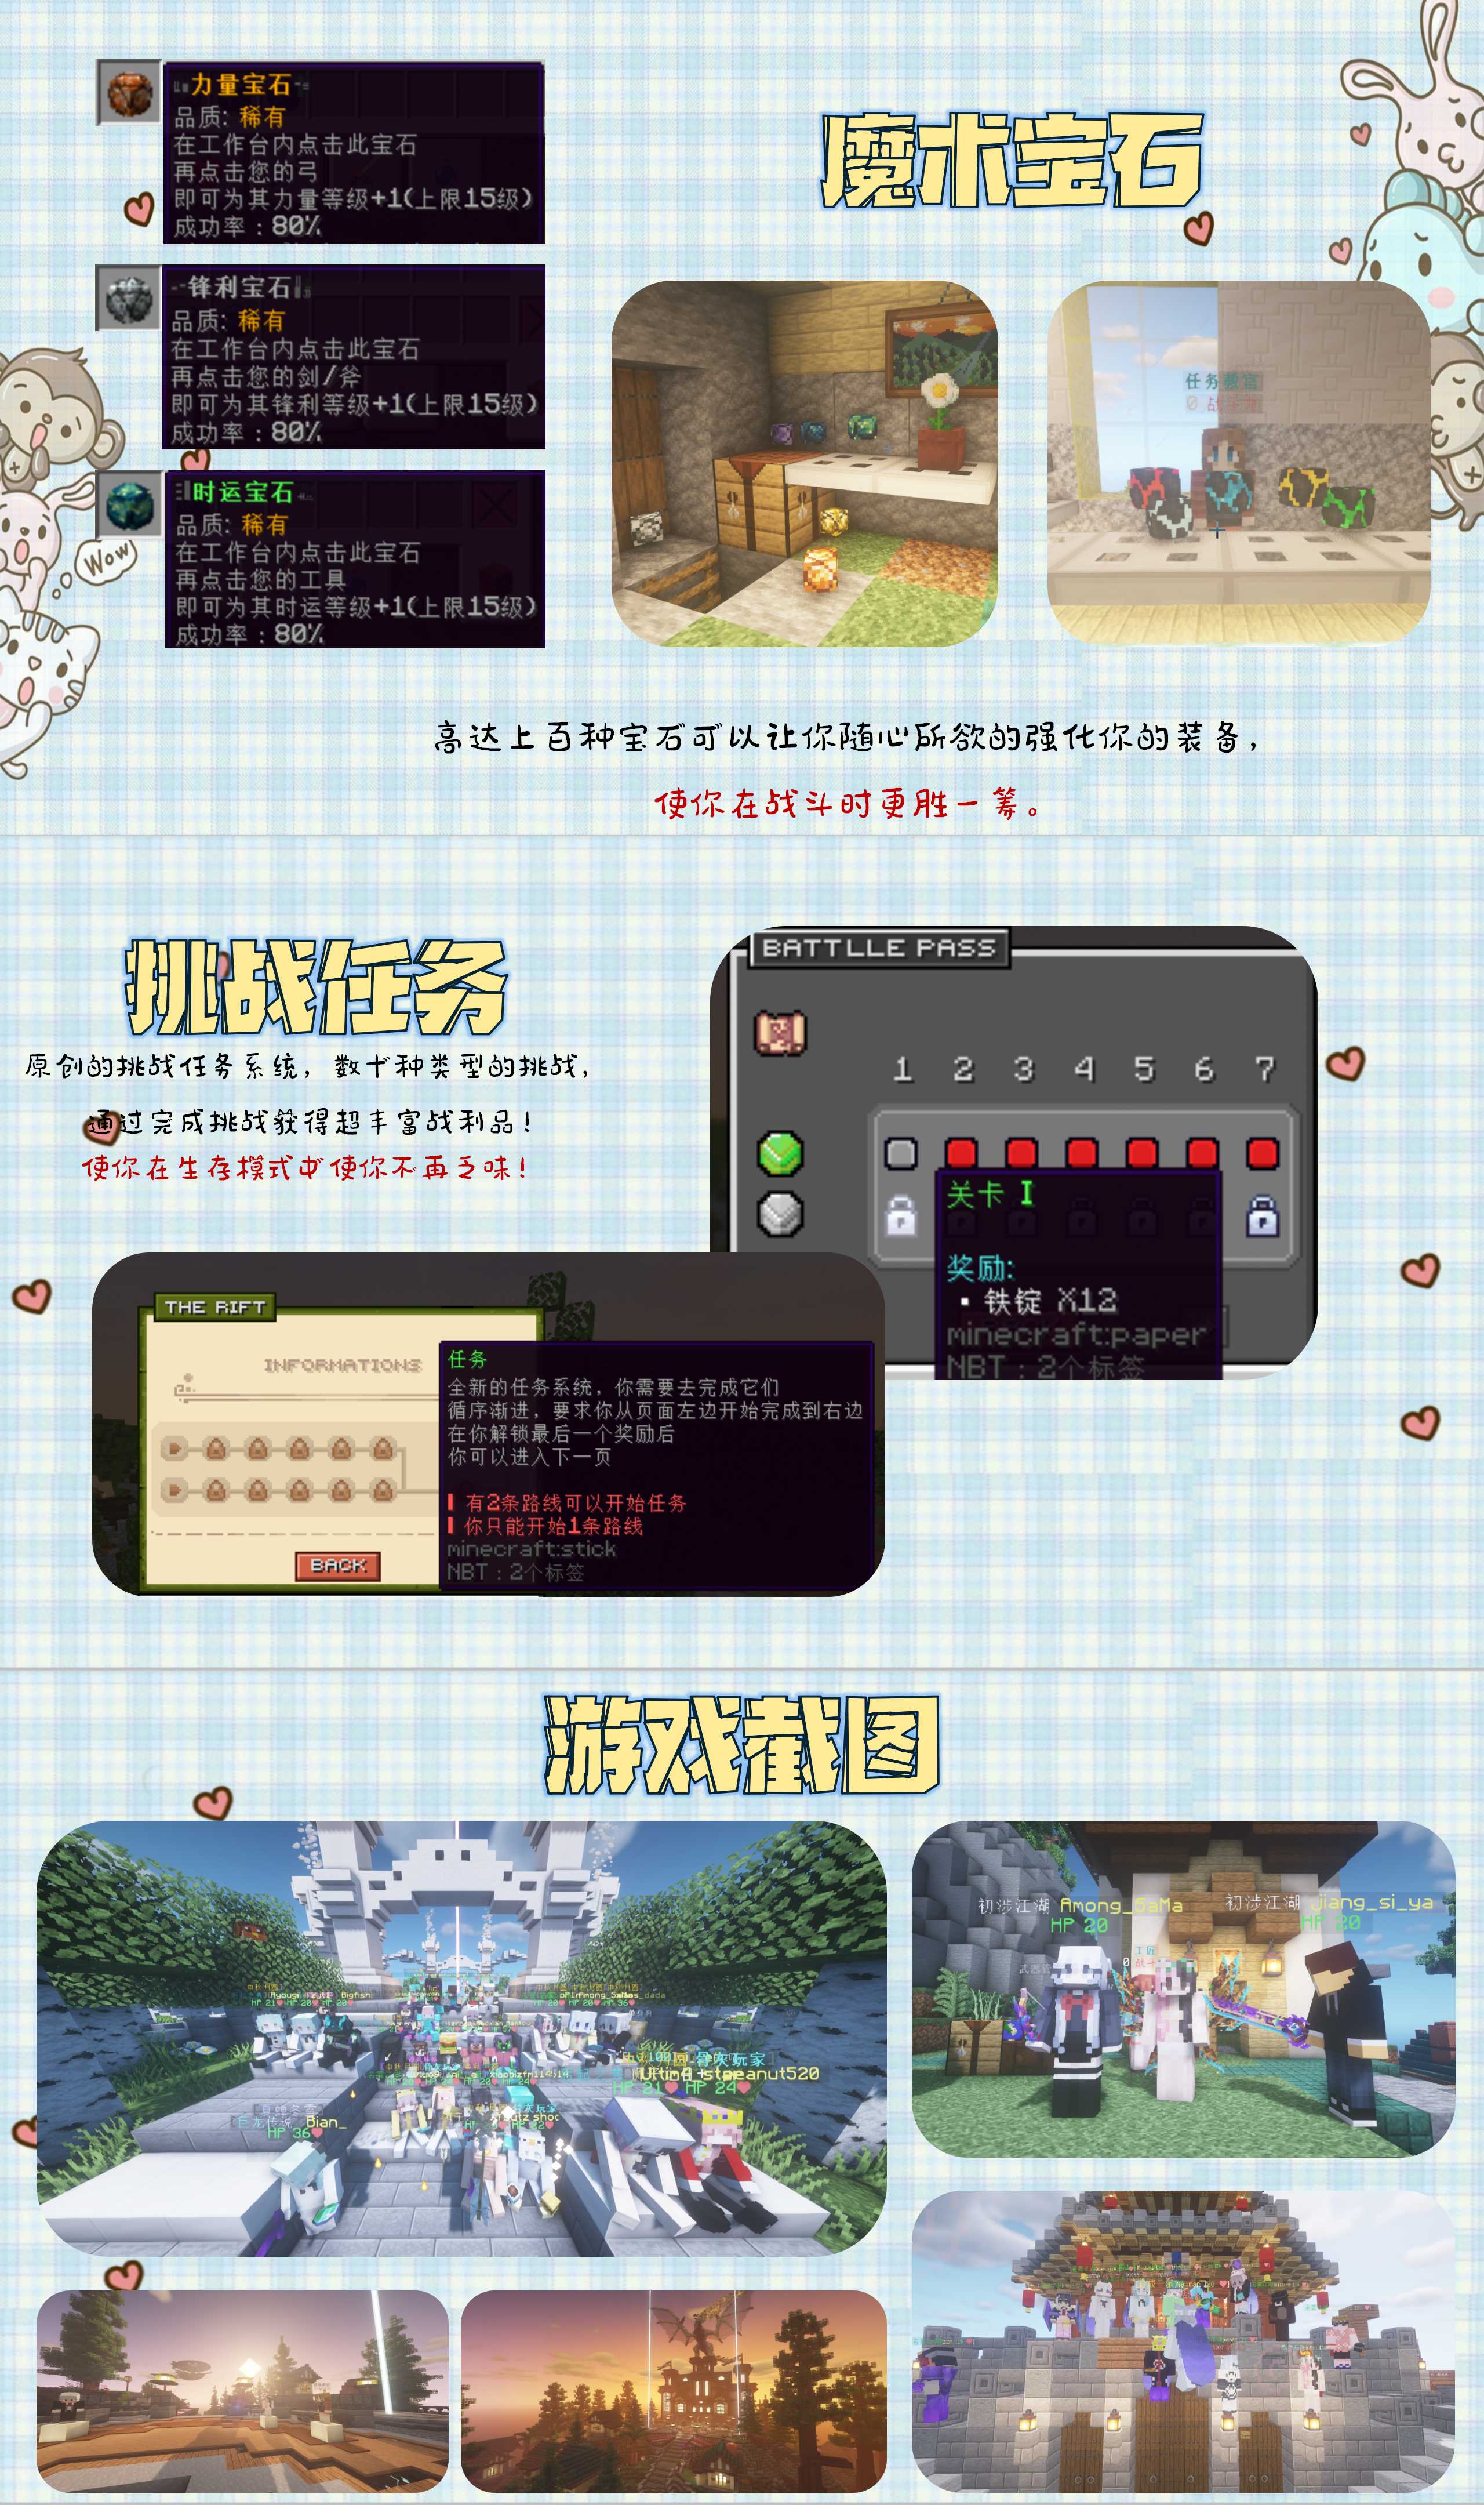 力量宝石
品质: 稀有
在工作台内点击此宝石
再点击您的弓
即可为其力量等级+1(上限15级)
成功率：80%
锋利宝石
品质: 稀有
在工作台内点击此宝石
再点击您的剑/斧
即可为其锋利等级+1(上限15级)
成功率：80%
时运宝石
品质: 稀有
在工作台内点击此宝石
再点击您的工具
即可为其时运等级+1(上限15级)
成功率：80%
Wow
魔术宝石
高达上百种宝石可以让你随心所欲的强化你的装备，
使你在战斗时更胜一筹。
挑战任务
原创的挑战任务系统，数十种类型的挑战，
通过完成挑战获得超丰富战利品！
使你在生存模式中使你不再乏味！
BATTLLE PASS
1 2 3 4 5 6 7
关卡 I
奖励:
▪ 铁锭 X12
minecraft:paper
NBT：2个标签
THE RIFT
INFORMATIONS
BACK
任务
全新的任务系统，你需要去完成它们
循序渐进，要求你从页面左边开始完成到右边
在你解锁最后一个奖励后
你可以进入下一页
有2条路线可以开始任务
你只能开始1条路线
minecraft:stick
NBT：2个标签
游戏截图
初涉江湖 Among_SaMa
HP 20
初涉江湖 jiang_si_ya
HP 20
工匠
Bian_
HP 36❤
HP 21❤ HP 24❤